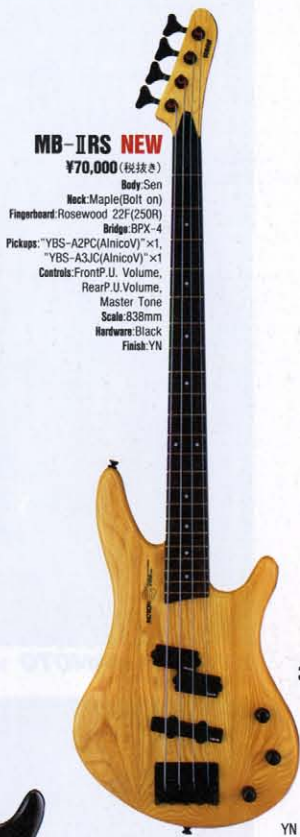 MB-ⅡRS NEW
¥70,000(税抜き)
Body:Sen
Neck:Maple(Bolt on)
Fingerboard:Rosewood 22F(250R)
Bridge:BPX-4
Pickups:"YBS-A2PC(AlnicoV)"×1,
"YBS-A3JC(AlnicoV)"×1
Controls:FrontP.U. Volume,
RearP.U.Volume,
Master Tone
Scale:838mm
Hardware:Black
Finish:YN
YN